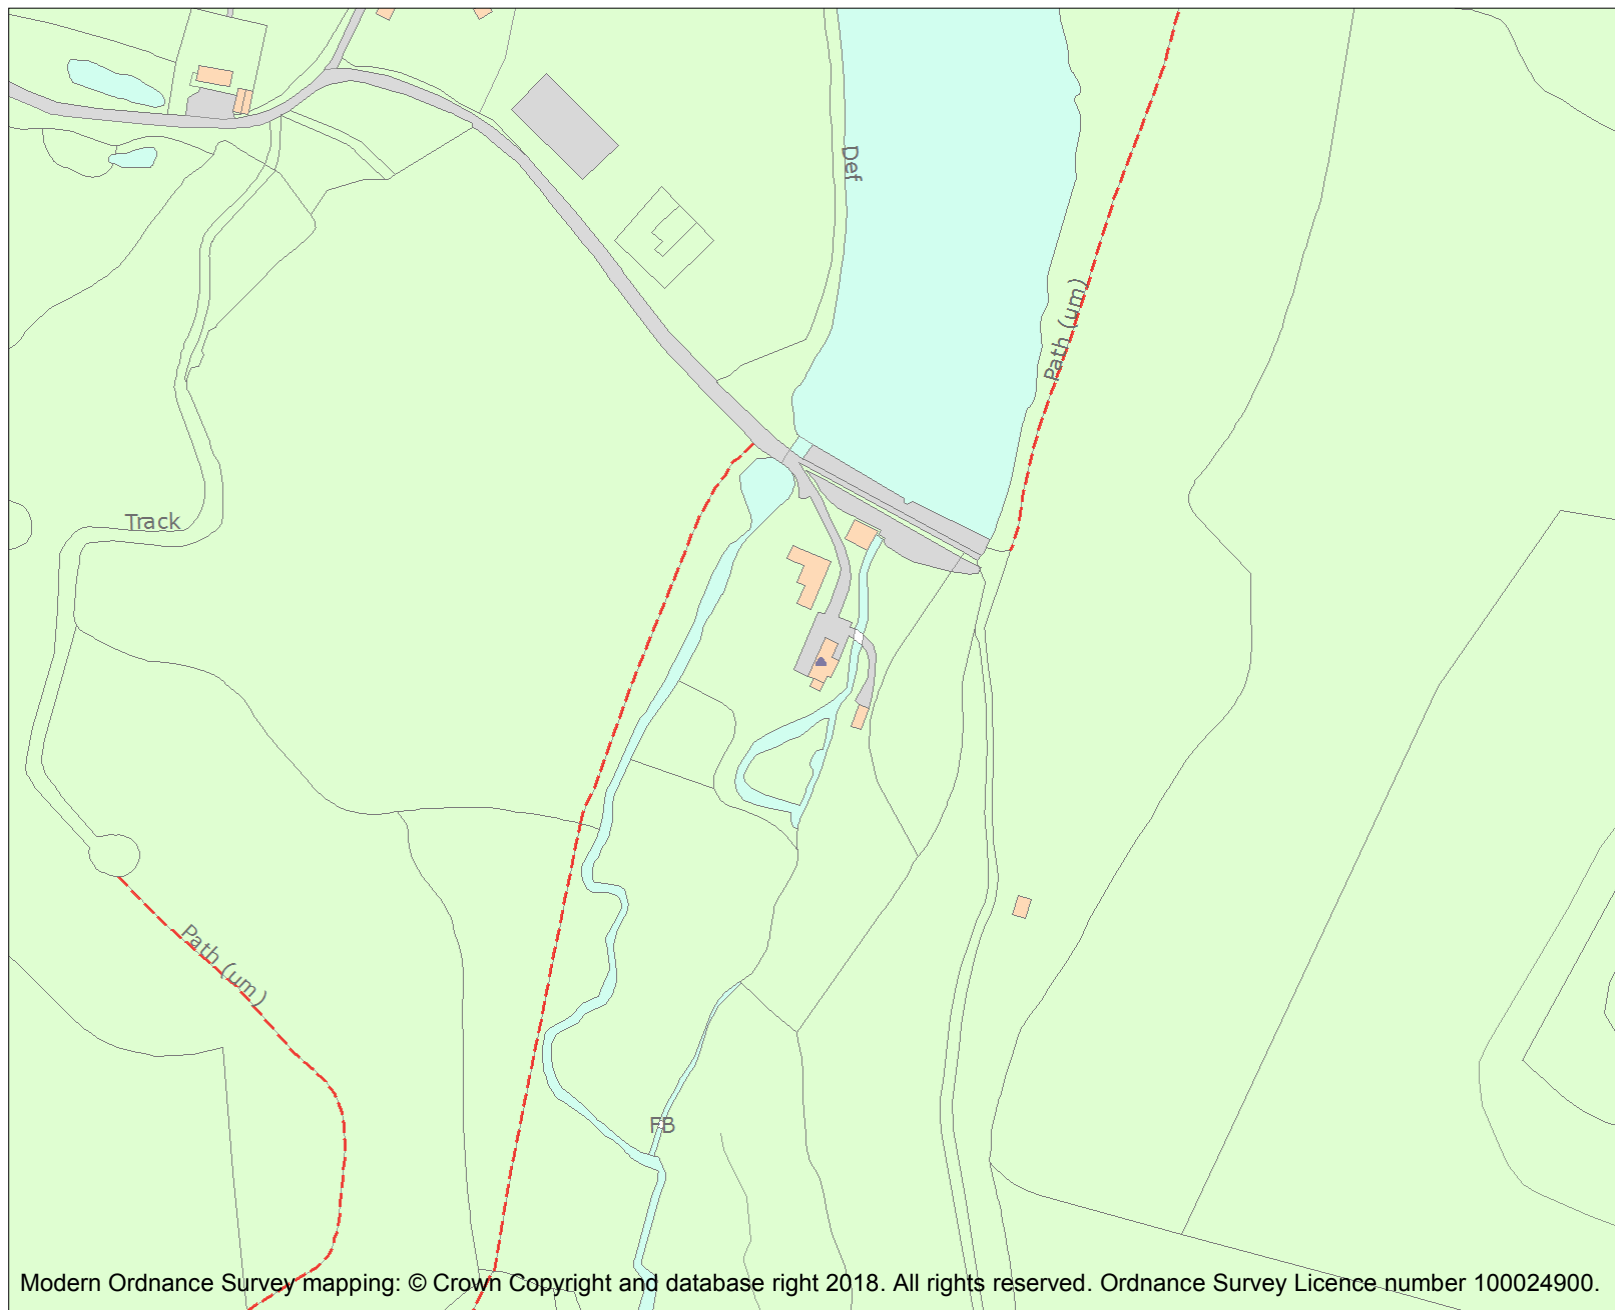 Def
Path (um)
Track
Path (um)
FB
Modern Ordnance Survey mapping: © Crown Copyright and database right 2018. All rights reserved. Ordnance Survey Licence number 100024900.